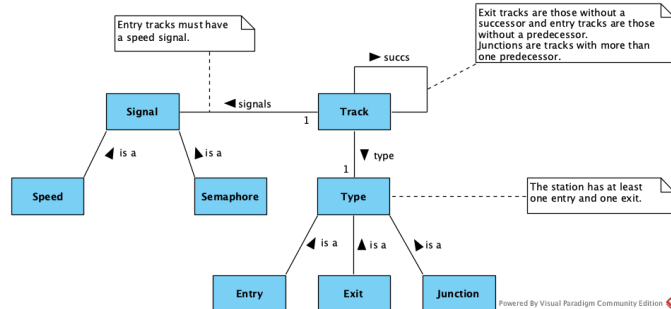 Entry tracks must have
a speed signal.
Exit tracks are those without a
successor and entry tracks are those
without a predecessor.
Junctions are tracks with more than
one predecessor.
succs
Signal
signals
1
Track
is a
is a
type
1
Speed
Semaphore
Type
The station has at least
one entry and one exit.
is a
is a
is a
Entry
Exit
Junction
Powered By Visual Paradigm Community Edition